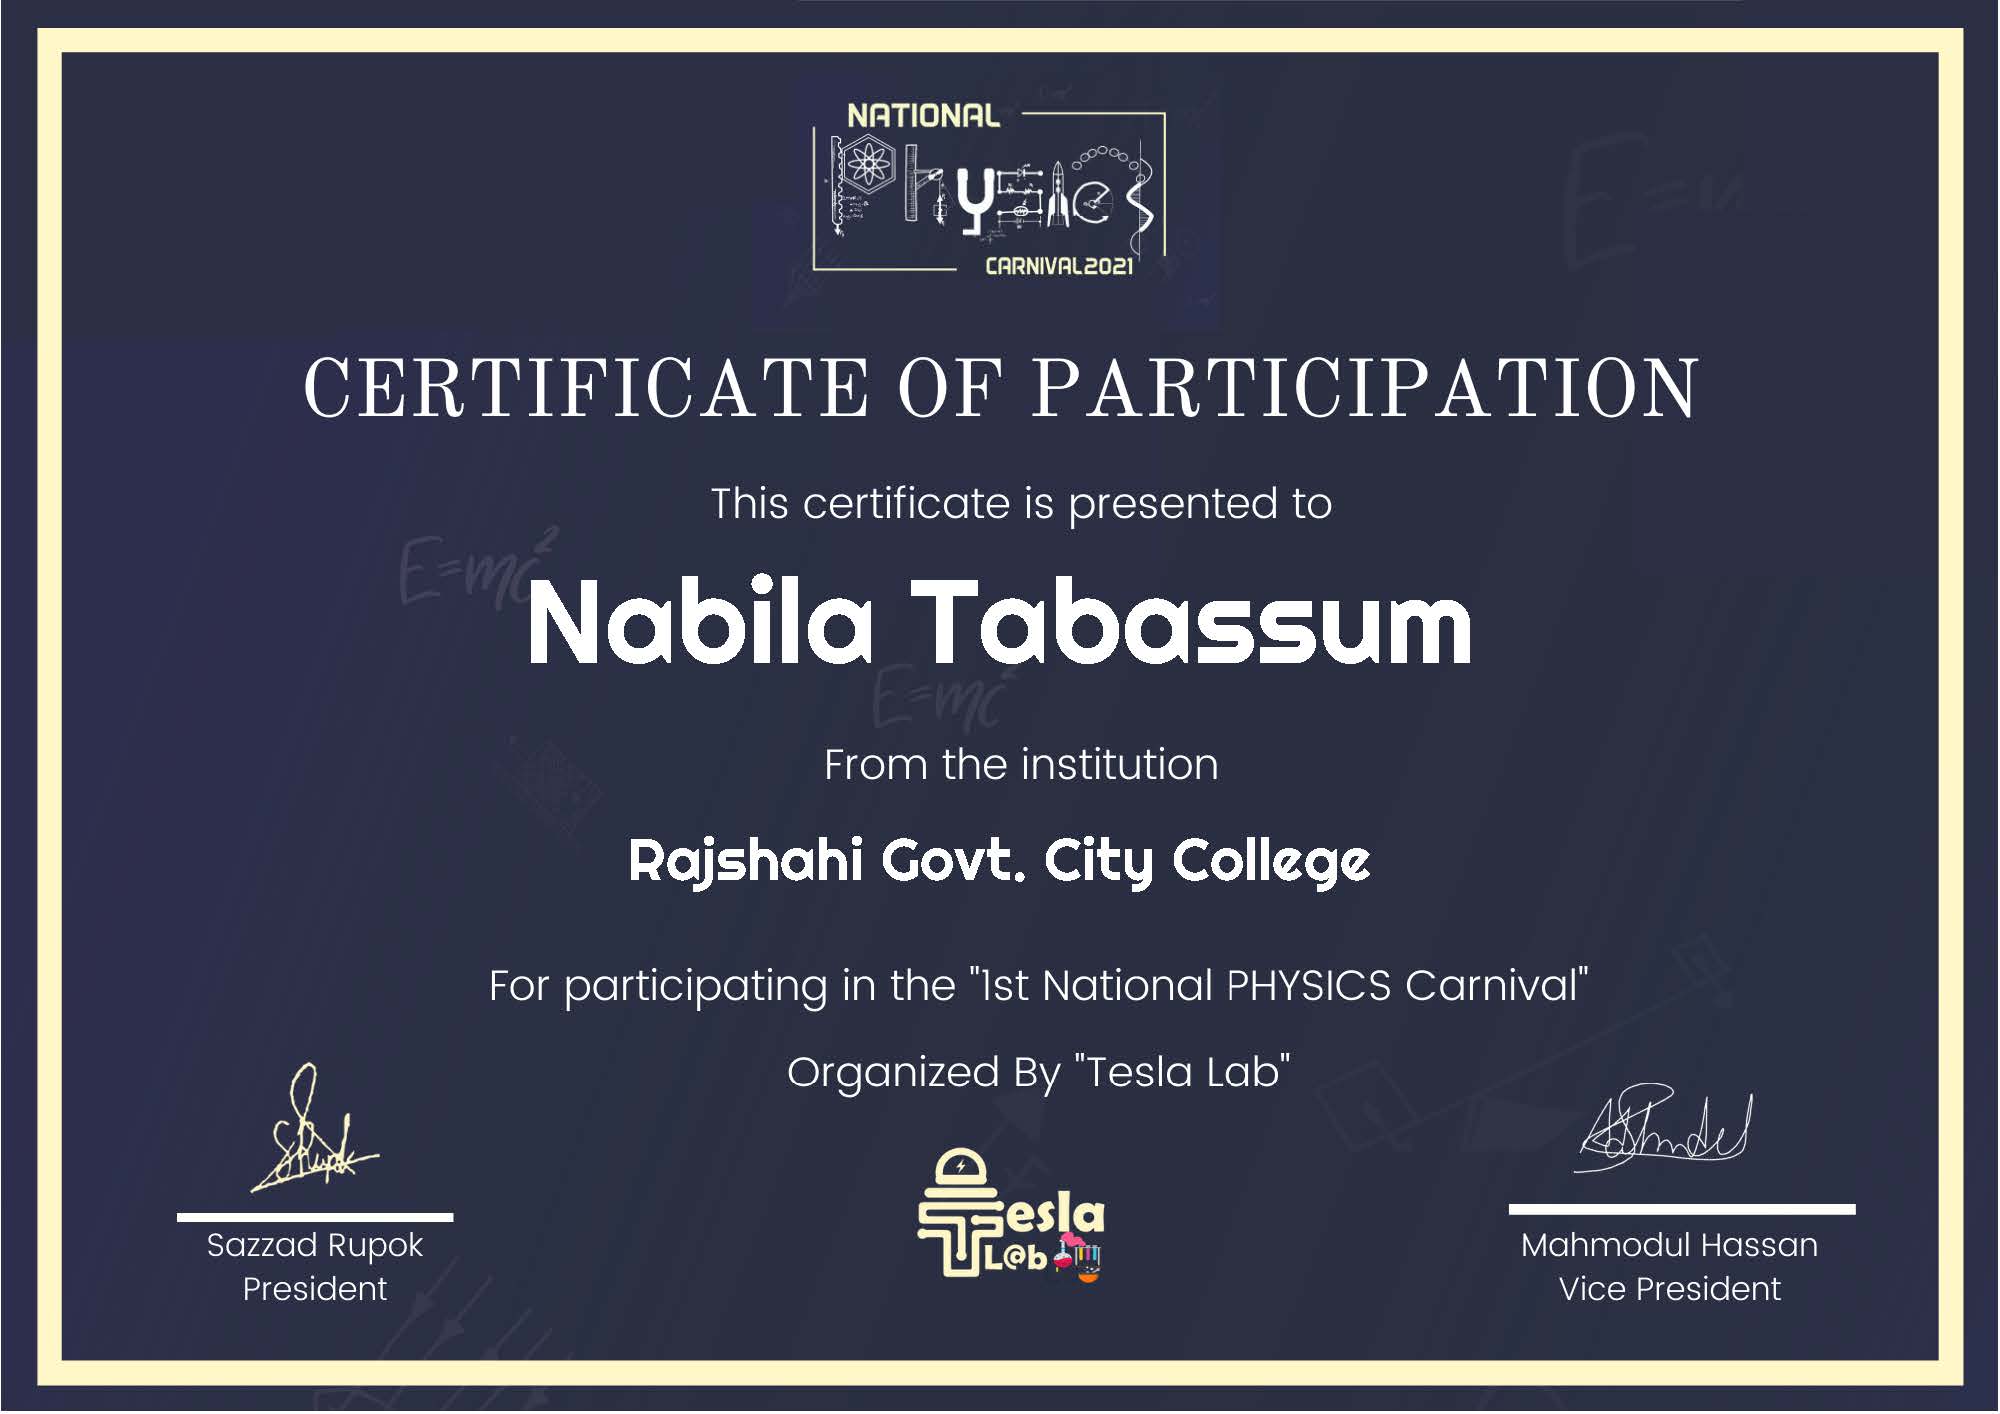 NATIONAL
Physics
CARNIVAL2021
CERTIFICATE OF PARTICIPATION
This certificate is presented to
E=mc²
Nabila Tabassum
E=mc²
From the institution
Rajshahi Govt. City College
For participating in the "1st National PHYSICS Carnival"
Organized By "Tesla Lab"
Tesla
L@b
Sazzad Rupok
President
Mahmodul Hassan
Vice President